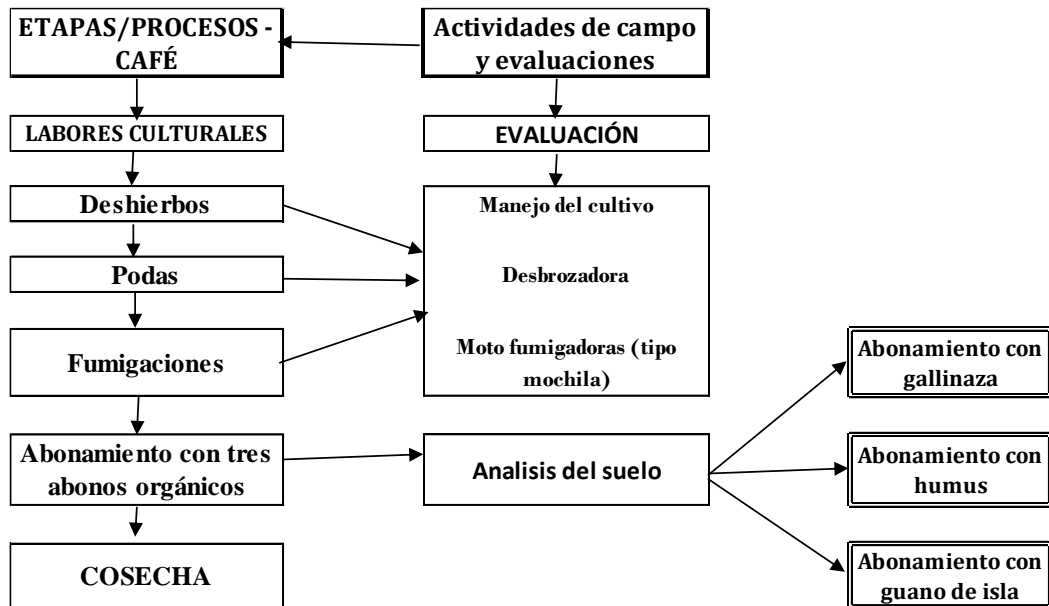 ETAPAS/PROCESOS -
CAFÉ
Actividades de campo
y evaluaciones
LABORES CULTURALES
EVALUACIÓN
Deshierbos
Podas
Fumigaciones
Manejo del cultivo
Desbrozadora
Moto fumigadoras (tipo
mochila)
Abonamiento con tres
abonos orgánicos
Analisis del suelo
Abonamiento con
gallinaza
Abonamiento con
humus
Abonamiento con
guano de isla
COSECHA